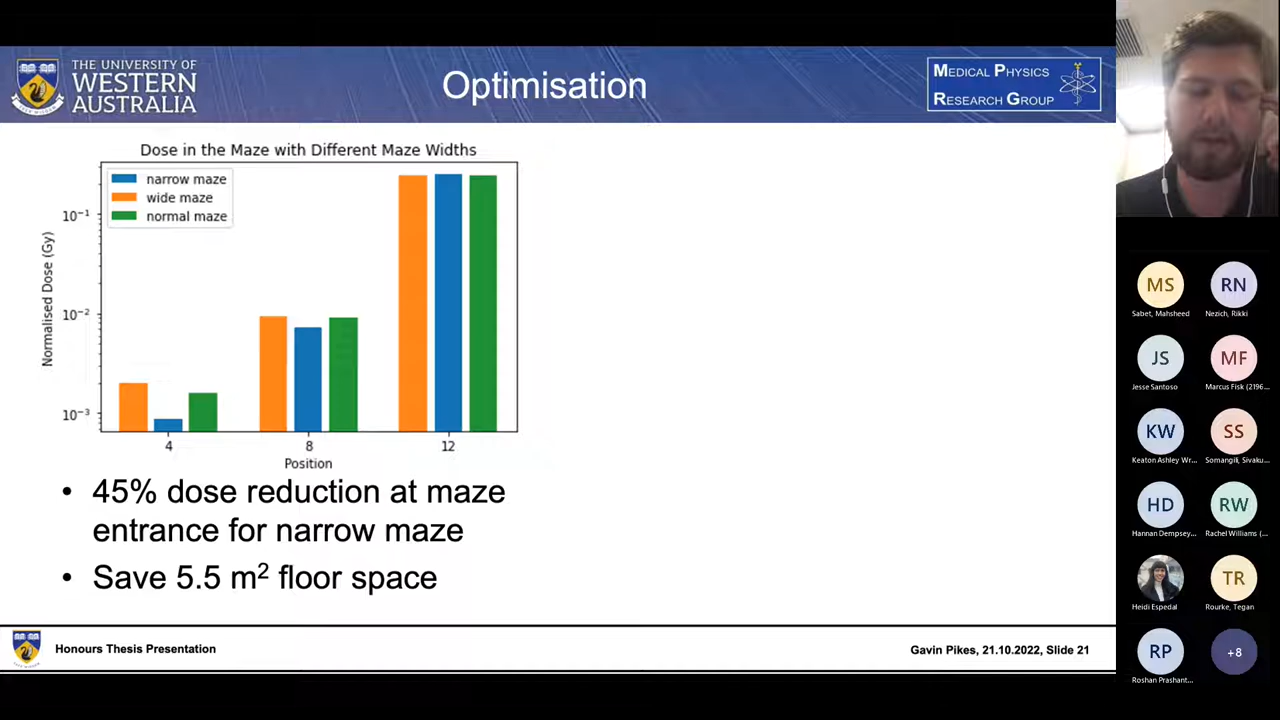 THE UNIVERSITY OF
WESTERN
AUSTRALIA
Optimisation
MEDICAL PHYSICS
RESEARCH GROUP
Dose in the Maze with Different Maze Widths
narrow maze
wide maze
normal maze
Normalised Dose (Gy)
10⁻¹
10⁻²
10⁻³
4 8 12
Position
• 45% dose reduction at maze
entrance for narrow maze
• Save 5.5 m² floor space
Honours Thesis Presentation
Gavin Pikes, 21.10.2022, Slide 21
MS RN
Sabet, Mahsheed Nezich, Rikki
JS MF
Jesse Santoso Marcus Fisk (2196...
KW SS
Keaton Ashley Wr... Somangili, Sivaku...
HD RW
Hannan Dempsey... Rachel Williams (...
TR
Heidi Espedal Rourke, Tegan
RP +8
Roshan Prashant...